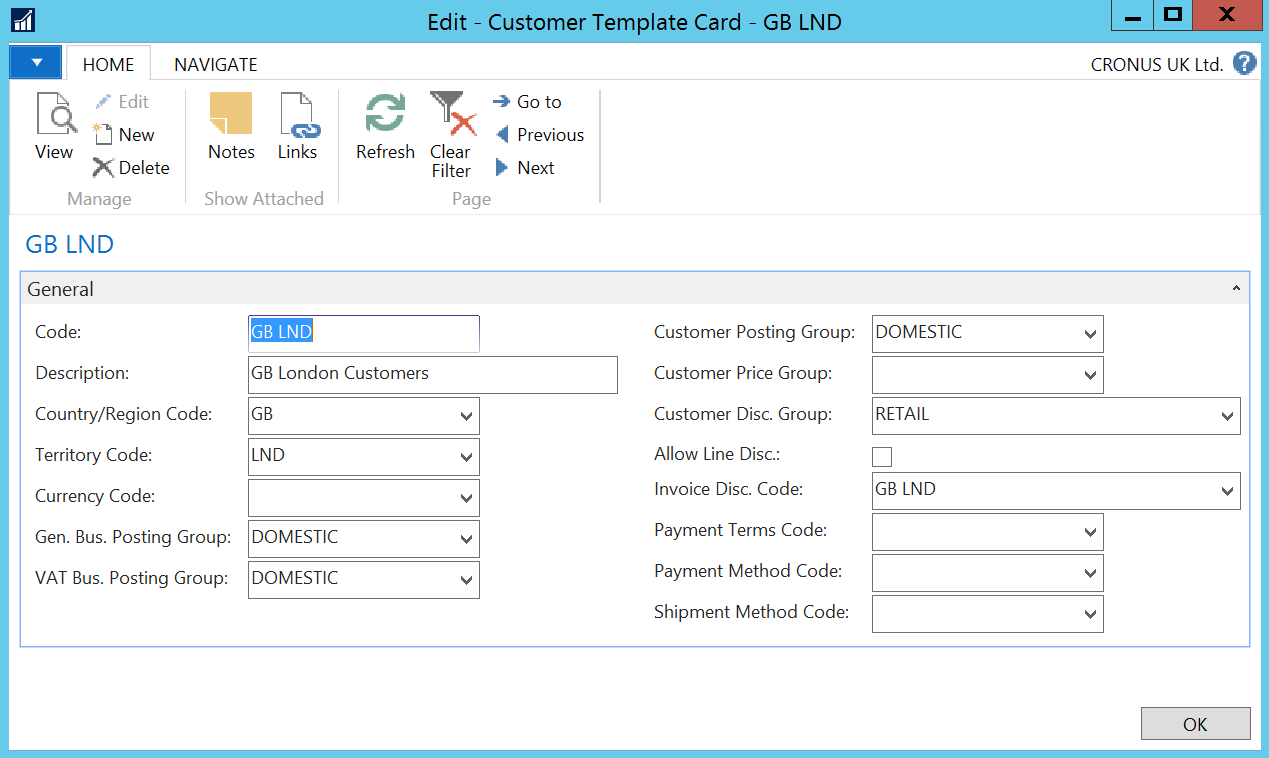 Edit - Customer Template Card - GB LND
HOME
NAVIGATE
CRONUS UK Ltd.
?
View
Edit
New
Delete
Manage
Notes
Links
Show Attached
Refresh
Clear
Filter
Go to
Previous
Next
Page
GB LND
General
Code: GB LND
Description: GB London Customers
Country/Region Code: GB
Territory Code: LND
Currency Code:
Gen. Bus. Posting Group: DOMESTIC
VAT Bus. Posting Group: DOMESTIC
Customer Posting Group: DOMESTIC
Customer Price Group:
Customer Disc. Group: RETAIL
Allow Line Disc.:
Invoice Disc. Code: GB LND
Payment Terms Code:
Payment Method Code:
Shipment Method Code:
OK